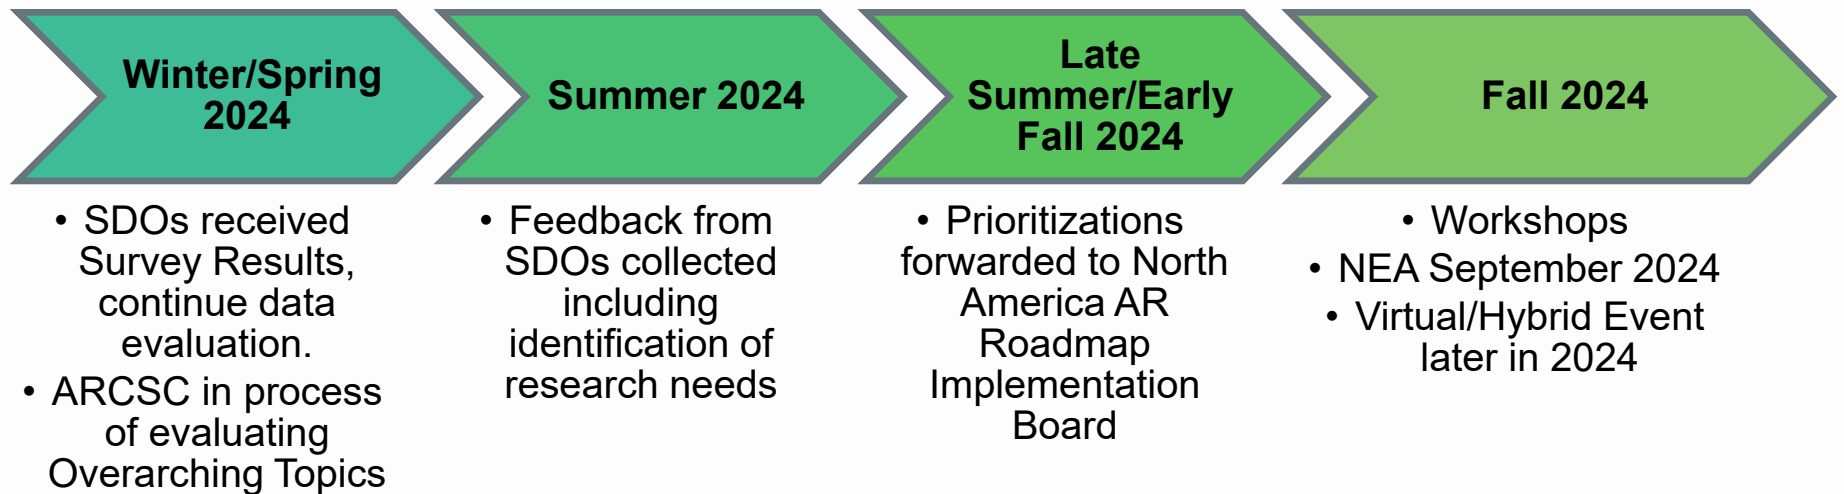 Winter/Spring
2024
• SDOs received
Survey Results,
continue data
evaluation.
• ARCSC in process
of evaluating
Overarching Topics
Summer 2024
• Feedback from
SDOs collected
including
identification of
research needs
Late
Summer/Early
Fall 2024
• Prioritizations
forwarded to North
America AR
Roadmap
Implementation
Board
Fall 2024
• Workshops
• NEA September 2024
• Virtual/Hybrid Event
later in 2024